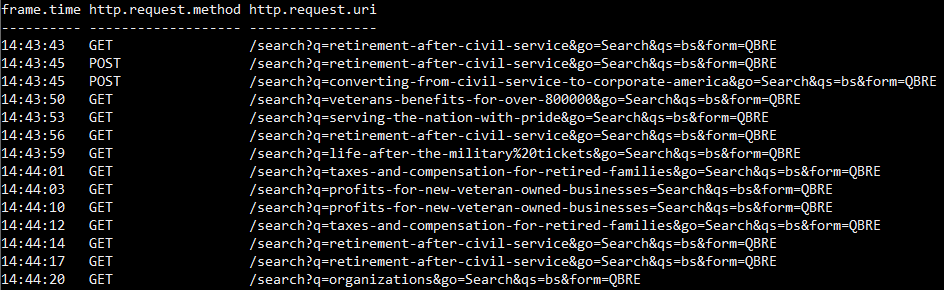 frame.time http.request.method http.request.uri
---------- ------------------- ----------------
14:43:43 GET /search?q=retirement-after-civil-service&go=Search&qs=bs&form=QBRE
14:43:45 POST /search?q=retirement-after-civil-service&go=Search&qs=bs&form=QBRE
14:43:45 POST /search?q=converting-from-civil-service-to-corporate-america&go=Search&qs=bs&form=QBRE
14:43:50 GET /search?q=veterans-benefits-for-over-800000&go=Search&qs=bs&form=QBRE
14:43:53 GET /search?q=serving-the-nation-with-pride&go=Search&qs=bs&form=QBRE
14:43:56 GET /search?q=retirement-after-civil-service&go=Search&qs=bs&form=QBRE
14:43:59 GET /search?q=life-after-the-military%20tickets&go=Search&qs=bs&form=QBRE
14:44:01 GET /search?q=taxes-and-compensation-for-retired-families&go=Search&qs=bs&form=QBRE
14:44:03 GET /search?q=profits-for-new-veteran-owned-businesses=Search&qs=bs&form=QBRE
14:44:10 GET /search?q=profits-for-new-veteran-owned-businesses=Search&qs=bs&form=QBRE
14:44:12 GET /search?q=taxes-and-compensation-for-retired-families&go=Search&qs=bs&form=QBRE
14:44:14 GET /search?q=retirement-after-civil-service&go=Search&qs=bs&form=QBRE
14:44:17 GET /search?q=retirement-after-civil-service&go=Search&qs=bs&form=QBRE
14:44:20 GET /search?q=organizations&go=Search&qs=bs&form=QBRE